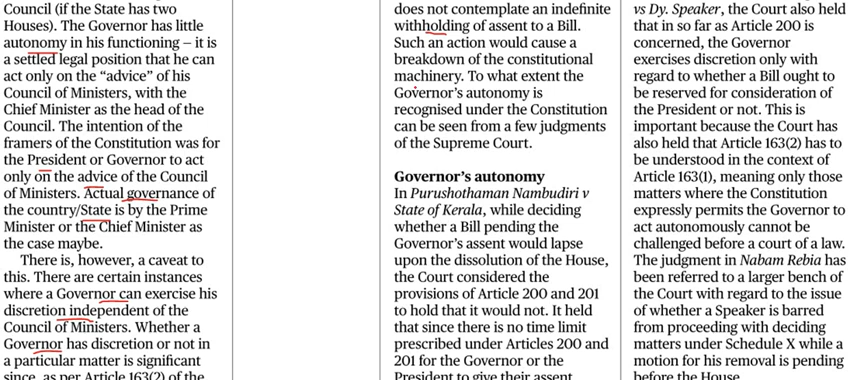 Council (if the State has two
Houses). The Governor has little
autonomy in his functioning – it is
a settled legal position that he can
act only on the “advice” of his
Council of Ministers, with the
Chief Minister as the head of the
Council. The intention of the
framers of the Constitution was for
the President or Governor to act
only on the advice of the Council
of Ministers. Actual governance of
the country/State is by the Prime
Minister or the Chief Minister as
the case maybe.
There is, however, a caveat to
this. There are certain instances
where a Governor can exercise his
discretion independent of the
Council of Ministers. Whether a
Governor has discretion or not in
a particular matter is significant
since, as per Article 163(2) of the
does not contemplate an indefinite
withholding of assent to a Bill.
Such an action would cause a
breakdown of the constitutional
machinery. To what extent the
Governor’s autonomy is
recognised under the Constitution
can be seen from a few judgments
of the Supreme Court.
Governor’s autonomy
In Purushothaman Nambudiri v
State of Kerala, while deciding
whether a Bill pending the
Governor’s assent would lapse
upon the dissolution of the House,
the Court considered the
provisions of Article 200 and 201
to hold that it would not. It held
that since there is no time limit
prescribed under Articles 200 and
201 for the Governor or the
President to give their assent
vs Dy. Speaker, the Court also held
that in so far as Article 200 is
concerned, the Governor
exercises discretion only with
regard to whether a Bill ought to
be reserved for consideration of
the President or not. This is
important because the Court has
also held that Article 163(2) has to
be understood in the context of
Article 163(1), meaning only those
matters where the Constitution
expressly permits the Governor to
act autonomously cannot be
challenged before a court of a law.
The judgment in Nabam Rebia has
been referred to a larger bench of
the Court with regard to the issue
of whether a Speaker is barred
from proceeding with deciding
matters under Schedule X while a
motion for his removal is pending
before the House